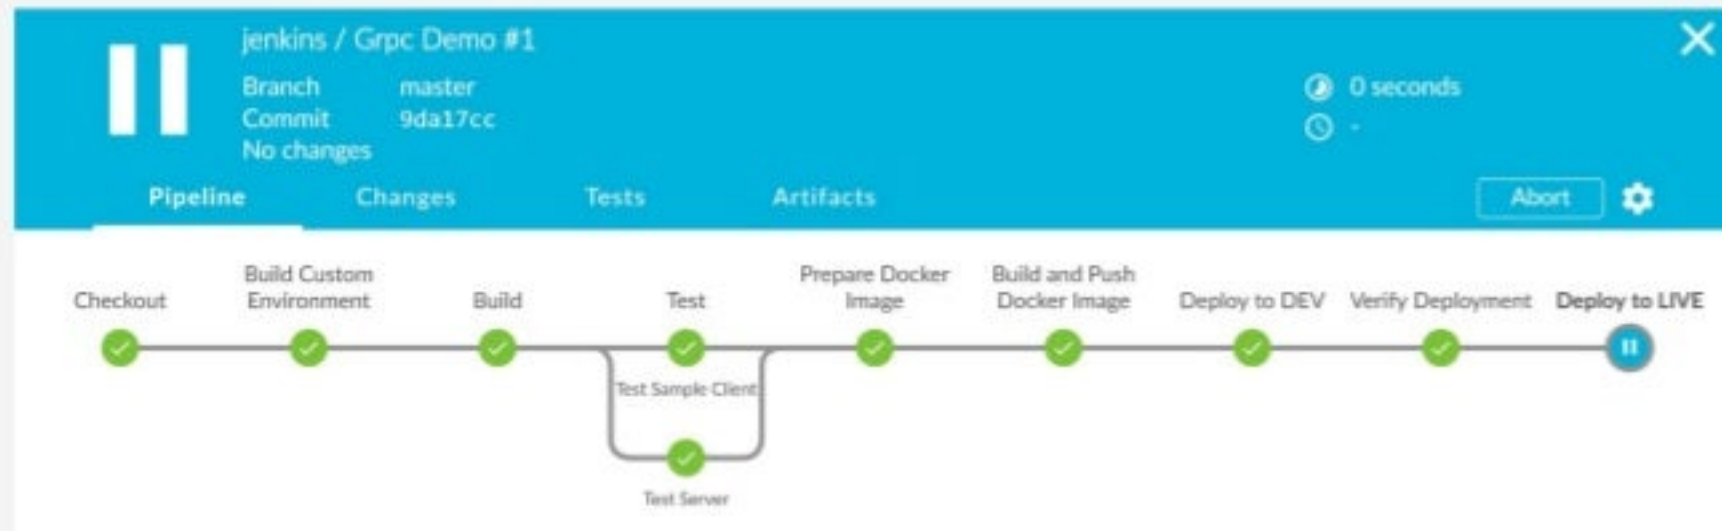 jenkins / Grpc Demo #1
Branch master
Commit 9da17cc
No changes
0 seconds
-
Pipeline Changes Tests Artifacts Abort
Checkout
Build Custom
Environment
Build
Test
Prepare Docker
Image
Build and Push
Docker Image
Deploy to DEV
Verify Deployment
Deploy to LIVE
Test Sample Client
Test Server